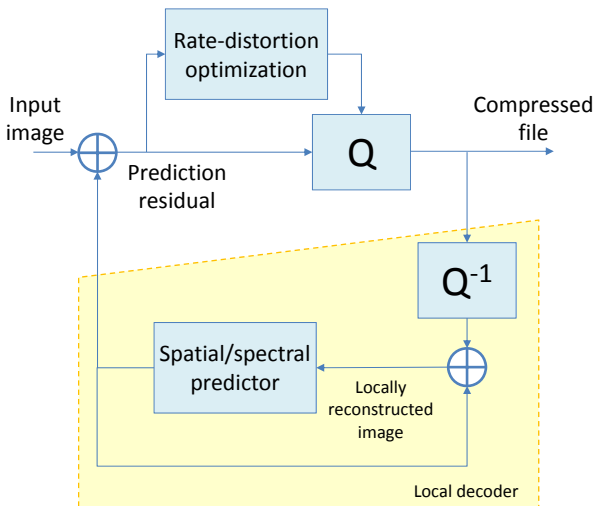 Rate-distortion
optimization
Input
image
Compressed
file
Q
Prediction
residual
Q-1
Spatial/spectral
predictor
Locally
reconstructed
image
Local decoder